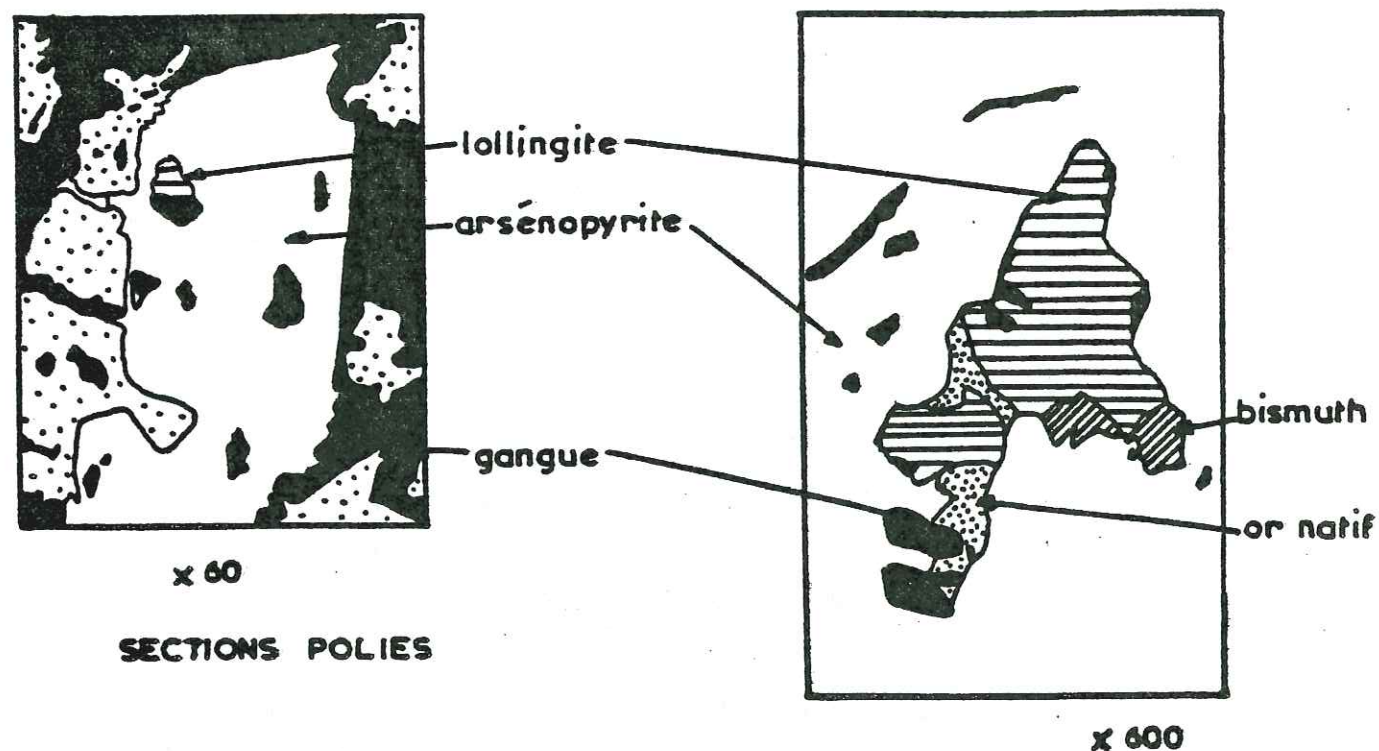 lollingite
arsénopyrite
gangue
bismuth
or natif
x 60
SECTIONS POLIES
x 600